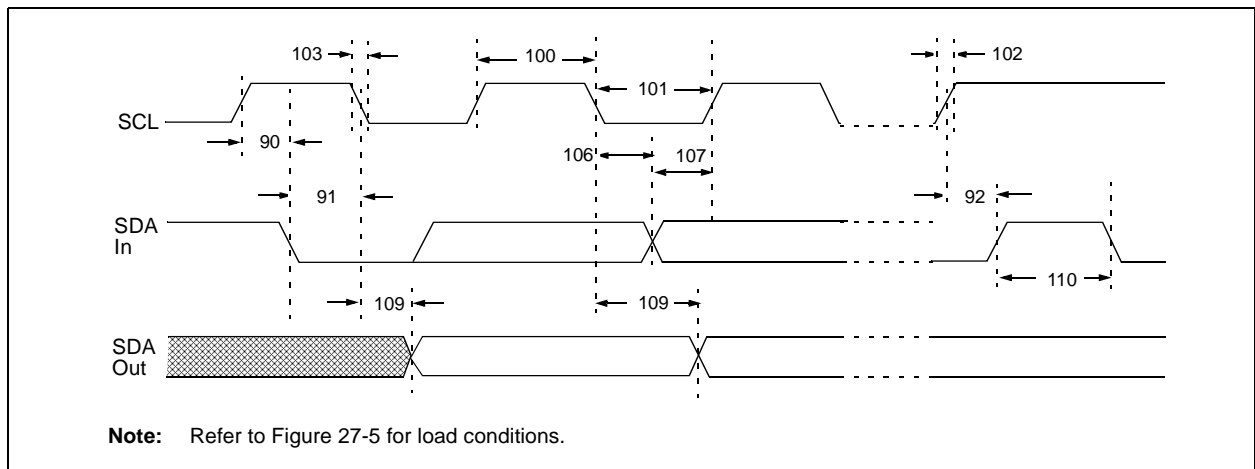 103
100
102
101
SCL
90
106
107
91
92
SDA
In
109
109
110
SDA
Out
Note: Refer to Figure 27-5 for load conditions.